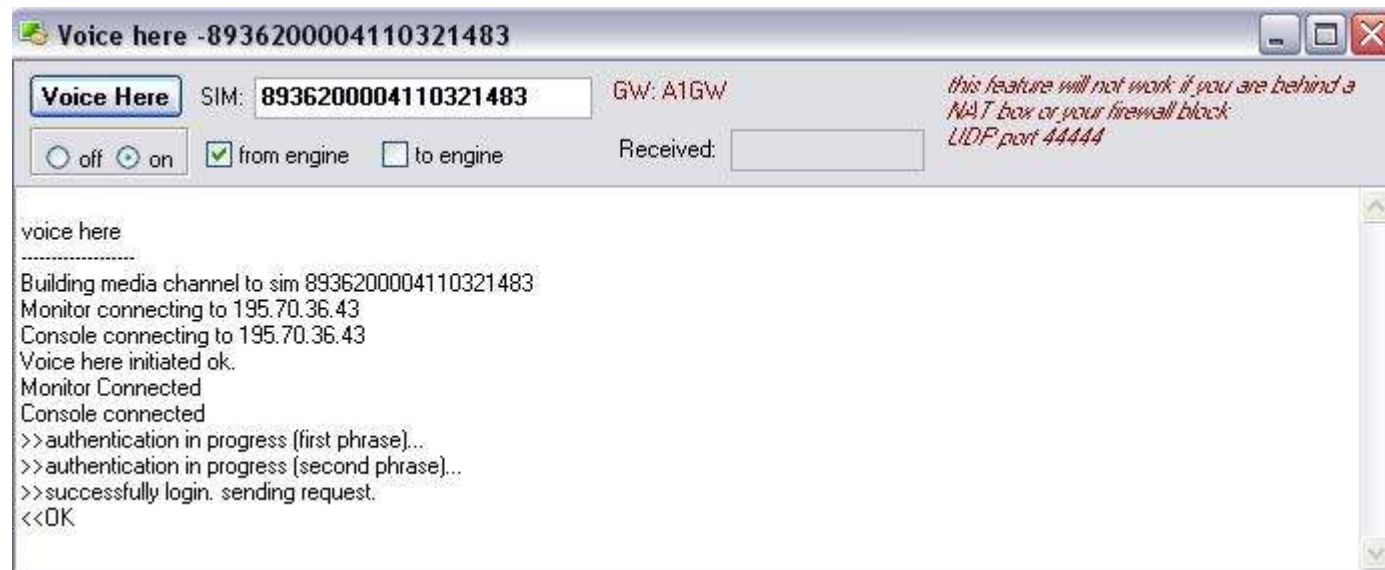 Voice here -8936200004110321483
Voice Here SIM: 8936200004110321483 GW: A1GW
this feature will not work if you are behind a
NAT box or your firewall block
UDP port 44444
off on from engine to engine Received:
voice here
-------------------
Building media channel to sim 8936200004110321483
Monitor connecting to 195.70.36.43
Console connecting to 195.70.36.43
Voice here initiated ok.
Monitor Connected
Console connected
>>authentication in progress (first phrase)...
>>authentication in progress (second phrase)...
>>successfully login. sending request.
<<OK